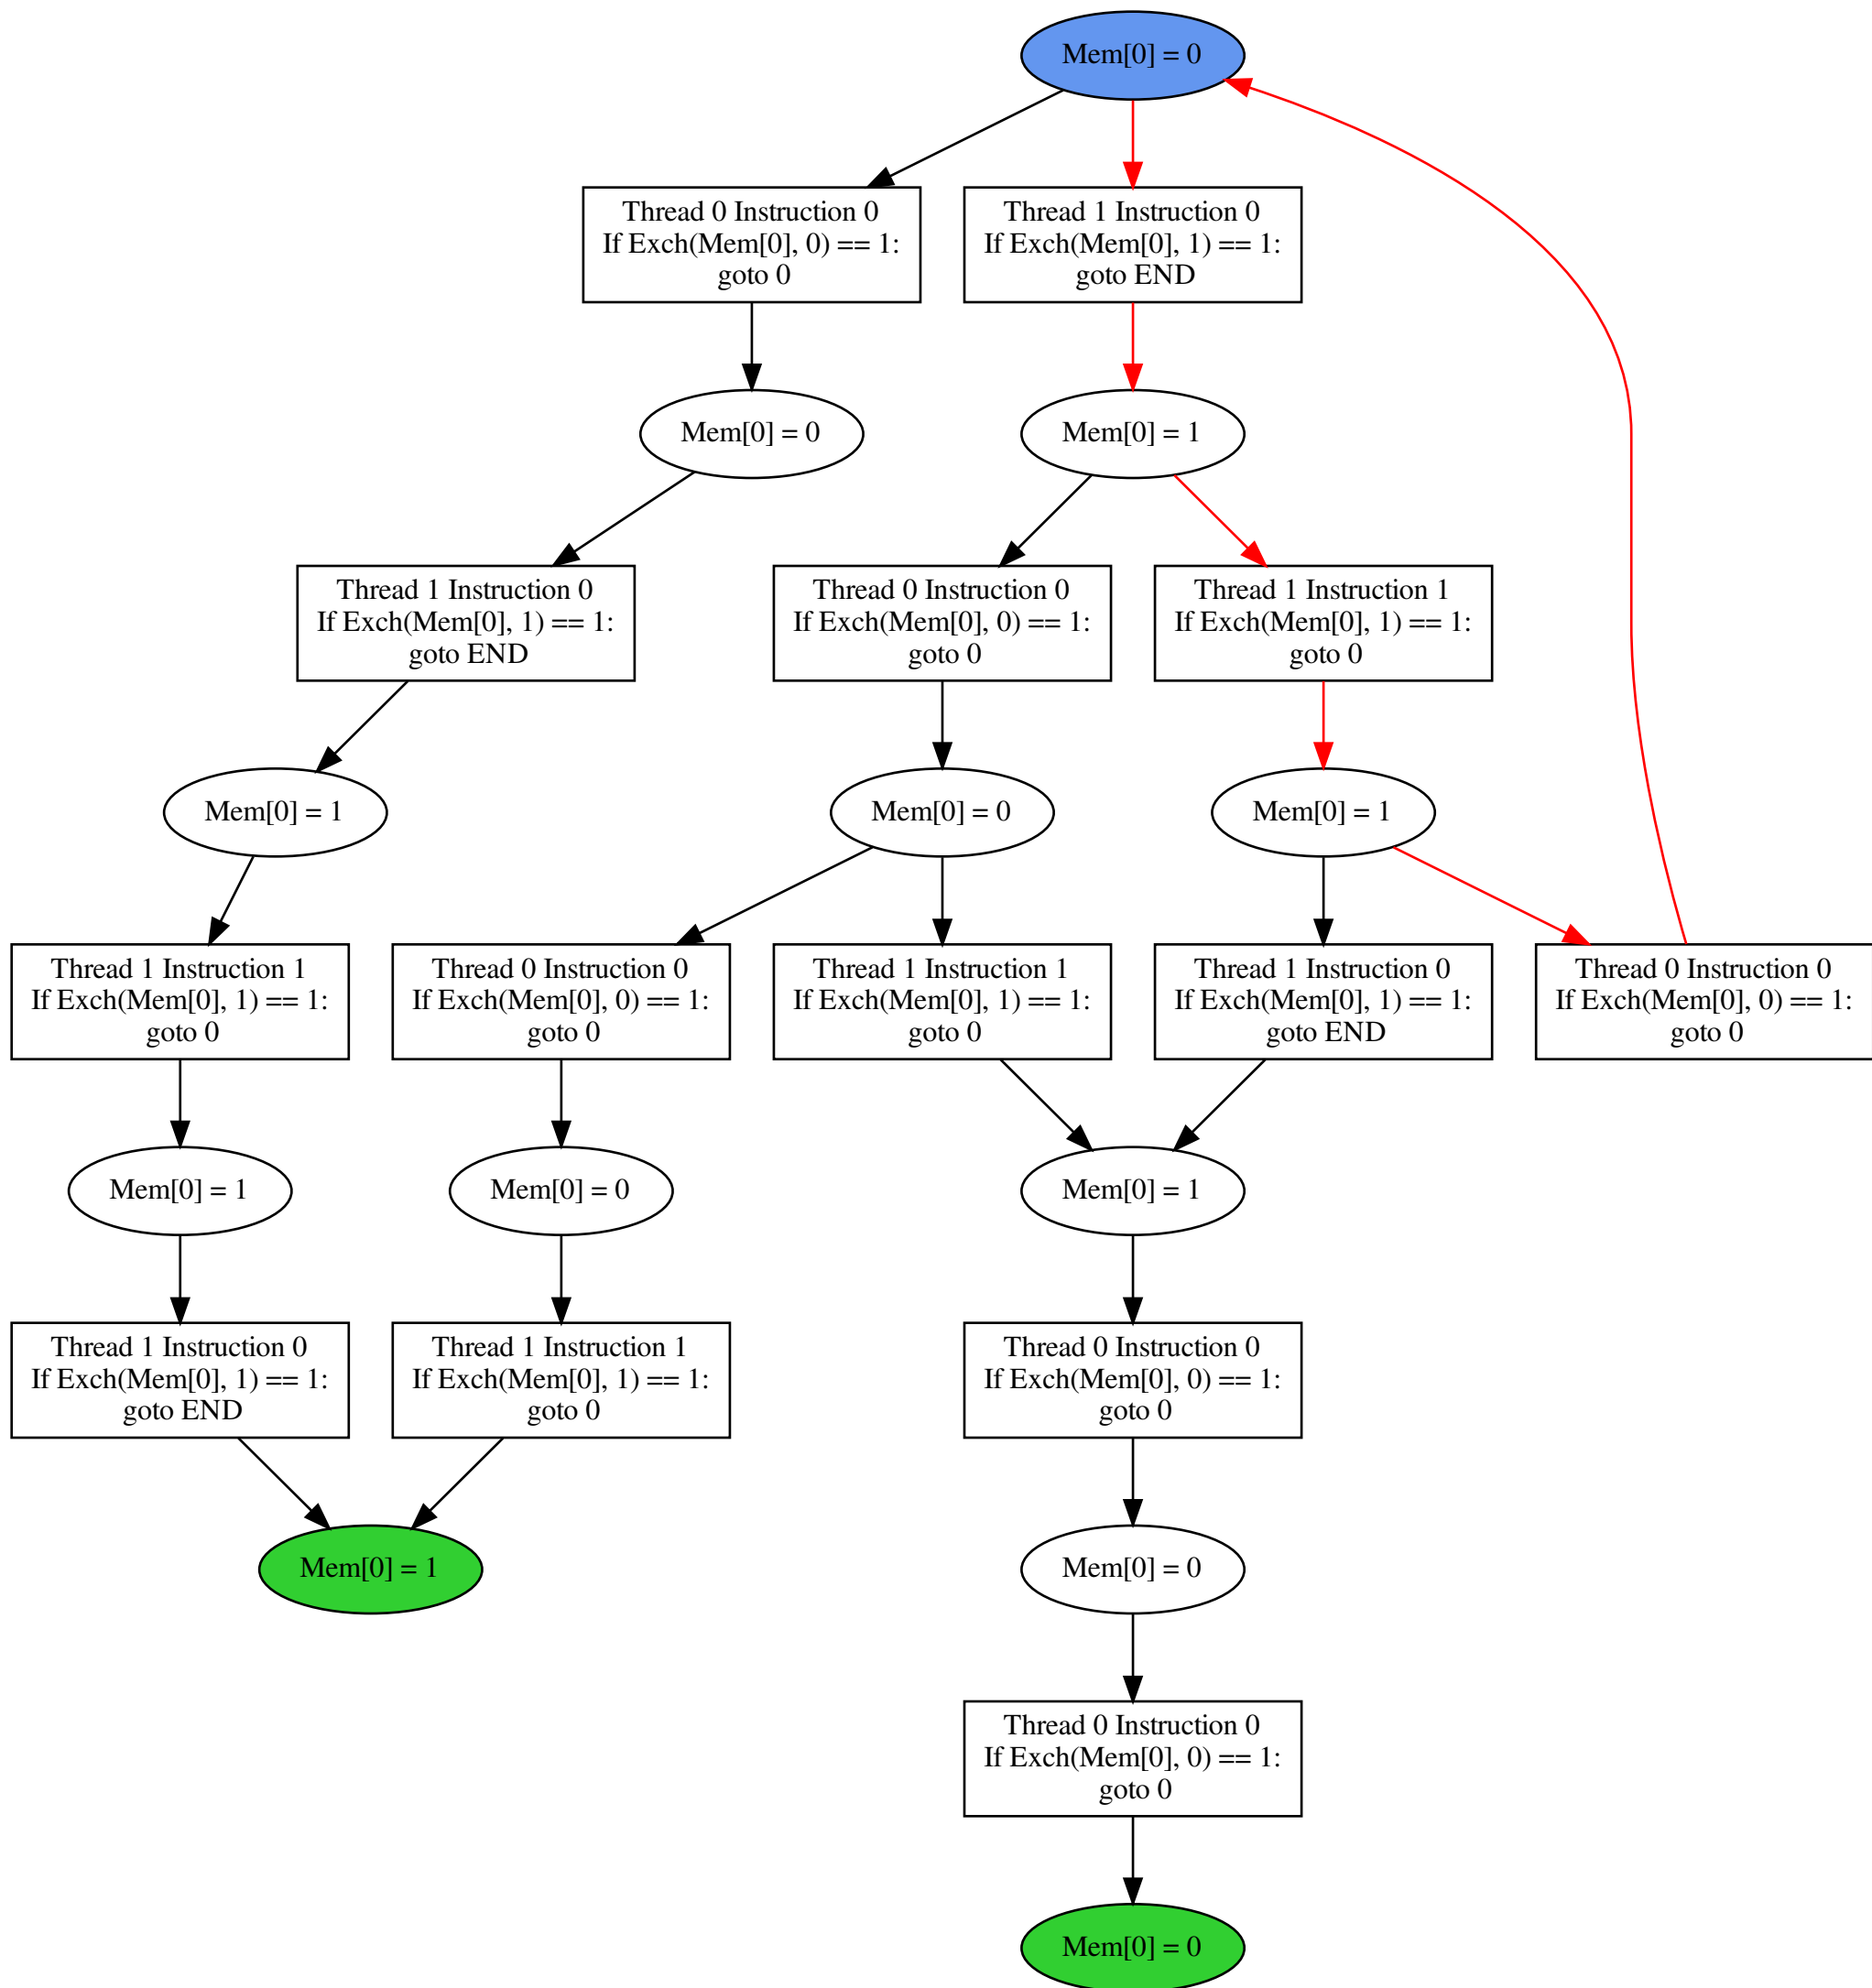 Mem[0] = 0
Thread 0 Instruction 0
If Exch(Mem[0], 0) == 1:
goto 0
Thread 1 Instruction 0
If Exch(Mem[0], 1) == 1:
goto END
Mem[0] = 0
Mem[0] = 1
Thread 1 Instruction 0
If Exch(Mem[0], 1) == 1:
goto END
Thread 0 Instruction 0
If Exch(Mem[0], 0) == 1:
goto 0
Thread 1 Instruction 1
If Exch(Mem[0], 1) == 1:
goto 0
Mem[0] = 1
Mem[0] = 0
Mem[0] = 1
Thread 1 Instruction 1
If Exch(Mem[0], 1) == 1:
goto 0
Thread 0 Instruction 0
If Exch(Mem[0], 0) == 1:
goto 0
Thread 1 Instruction 1
If Exch(Mem[0], 1) == 1:
goto 0
Thread 1 Instruction 0
If Exch(Mem[0], 1) == 1:
goto END
Thread 0 Instruction 0
If Exch(Mem[0], 0) == 1:
goto 0
Mem[0] = 1
Mem[0] = 0
Mem[0] = 1
Thread 1 Instruction 0
If Exch(Mem[0], 1) == 1:
goto END
Thread 1 Instruction 1
If Exch(Mem[0], 1) == 1:
goto 0
Thread 0 Instruction 0
If Exch(Mem[0], 0) == 1:
goto 0
Mem[0] = 1
Mem[0] = 0
Thread 0 Instruction 0
If Exch(Mem[0], 0) == 1:
goto 0
Mem[0] = 0